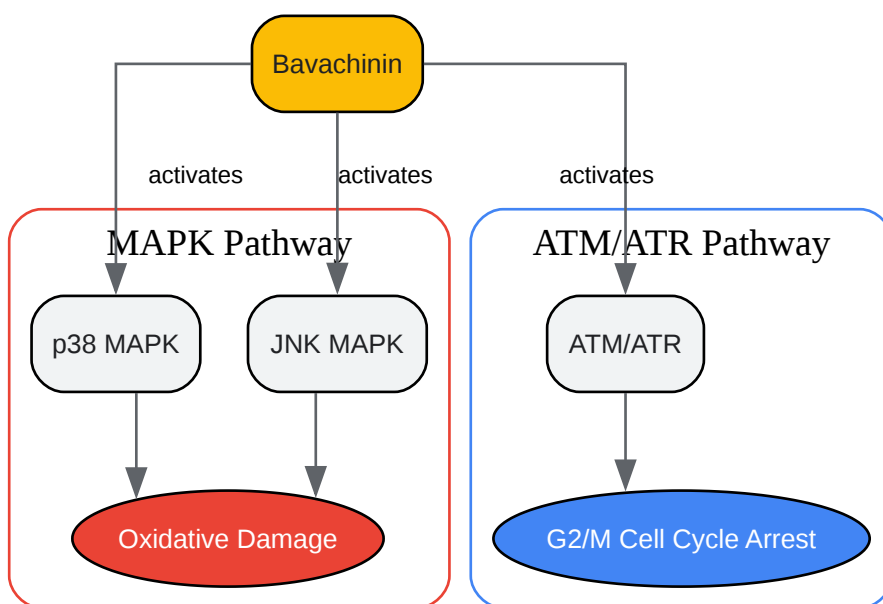 Bavachinin
activates
activates
activates
MAPK Pathway
ATM/ATR Pathway
p38 MAPK
JNK MAPK
ATM/ATR
Oxidative Damage
G2/M Cell Cycle Arrest